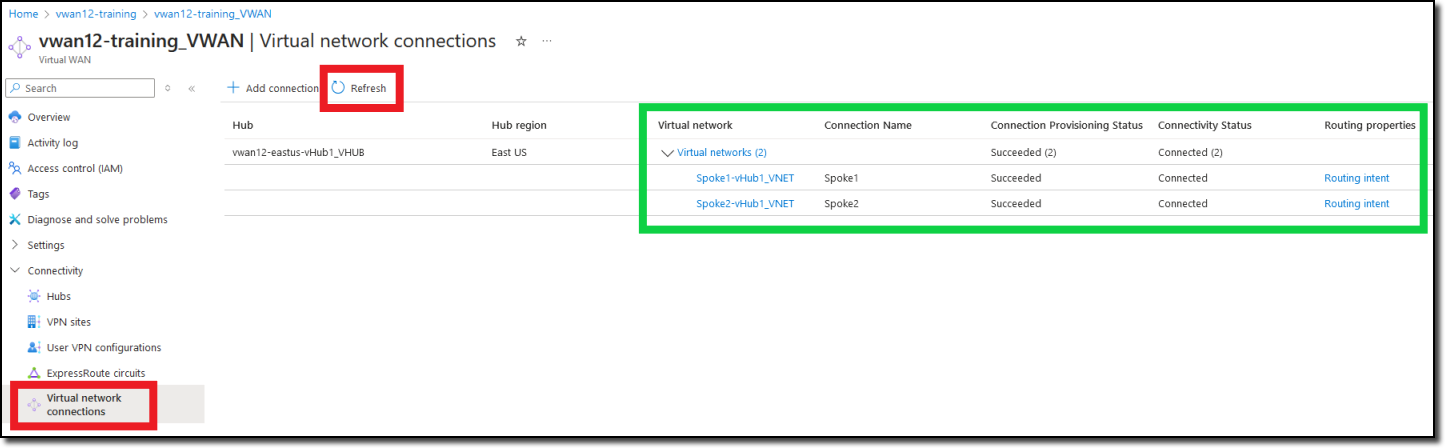 Home > vwan12-training > vwan12-training_VWAN
vwan12-training_VWAN | Virtual network connections ☆ ...
Virtual WAN
Search
«
Overview
Activity log
Access control (IAM)
Tags
Diagnose and solve problems
Settings
Connectivity
Hubs
VPN sites
User VPN configurations
ExpressRoute circuits
Virtual network
connections
+ Add connection Refresh
Hub Hub region Virtual network Connection Name Connection Provisioning Status Connectivity Status Routing properties
vwan12-eastus-vHub1_VHUB East US Virtual networks (2) Succeeded (2) Connected (2)
Spoke1-vHub1_VNET Spoke1 Succeeded Connected Routing intent
Spoke2-vHub1_VNET Spoke2 Succeeded Connected Routing intent